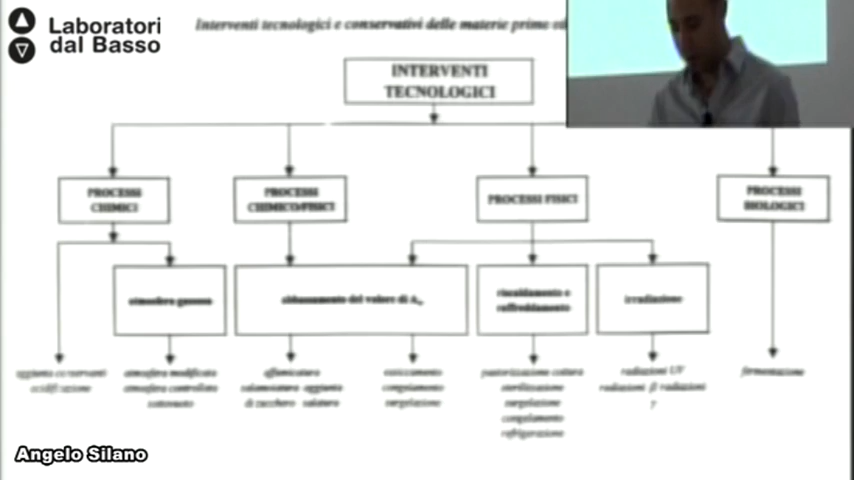 Laboratori
dal Basso
Interventi tecnologici e conservativi delle materie prime
INTERVENTI
TECNOLOGICI
PROCESSI
CHIMICI
PROCESSI
CHIMICO/FISICI
PROCESSI FISICI
PROCESSI
BIOLOGICI
atmosfera gassosa
abbassamento del valore di Aw
riscaldamento e
raffreddamento
irradiazione
aggiunta conservanti
acidificazione
atmosfera modificata
atmosfera controllata
sottovuoto
affumicatura
salamoiatura aggiunta
di zucchero salatura
essiccamento
congelamento
surgelazione
pastorizzazione cottura
sterilizzazione
surgelazione
congelamento
refrigerazione
radiazioni UV
radiazioni β radiazioni
γ
fermentazione
Angelo Silano